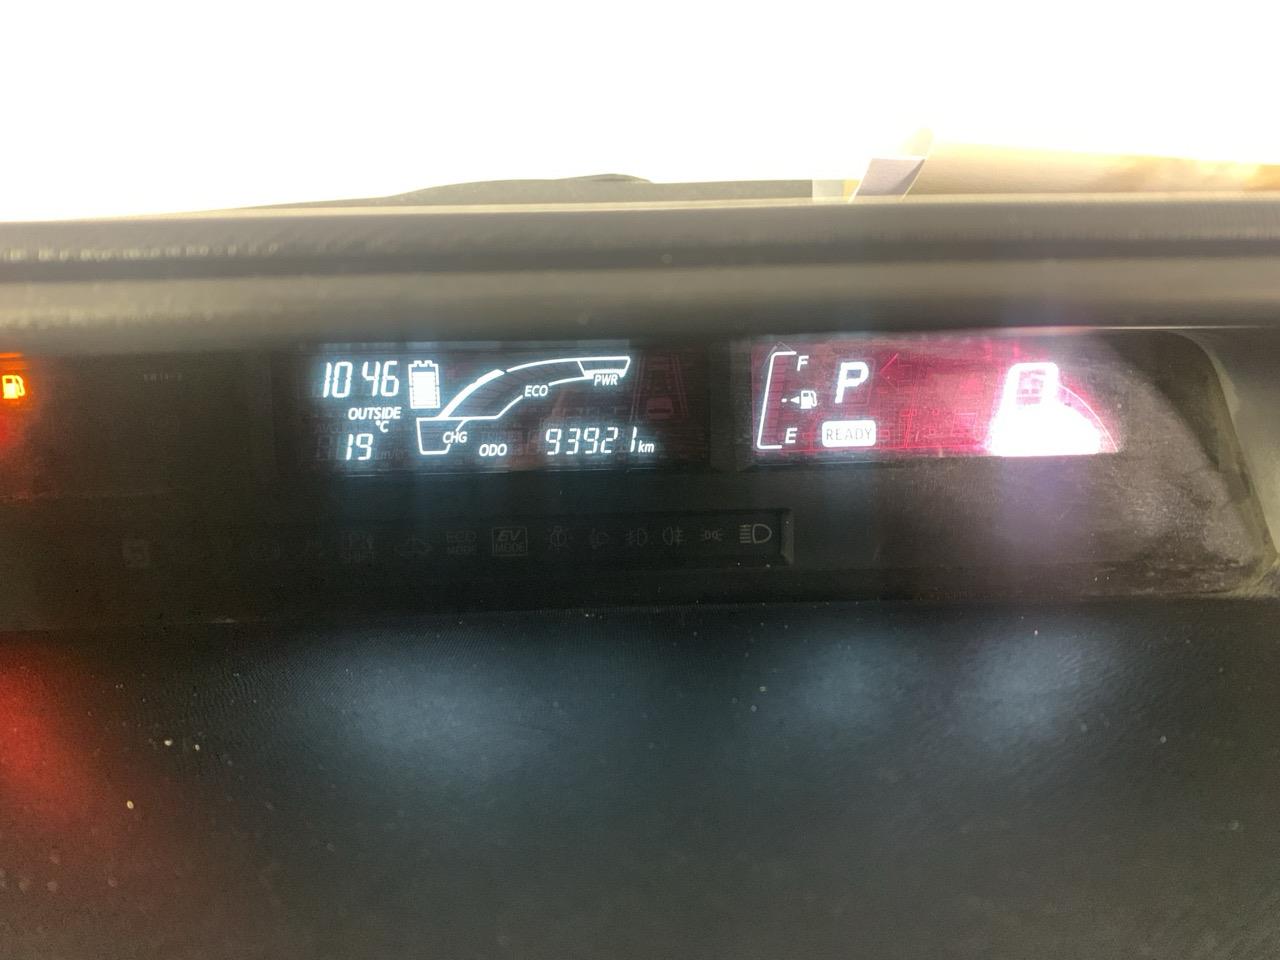 10 46
OUTSIDE
°C
19
ECO
PWR
CHG
ODO 93921 km
F
P
E
READY
ECO
MODE
EV
MODE